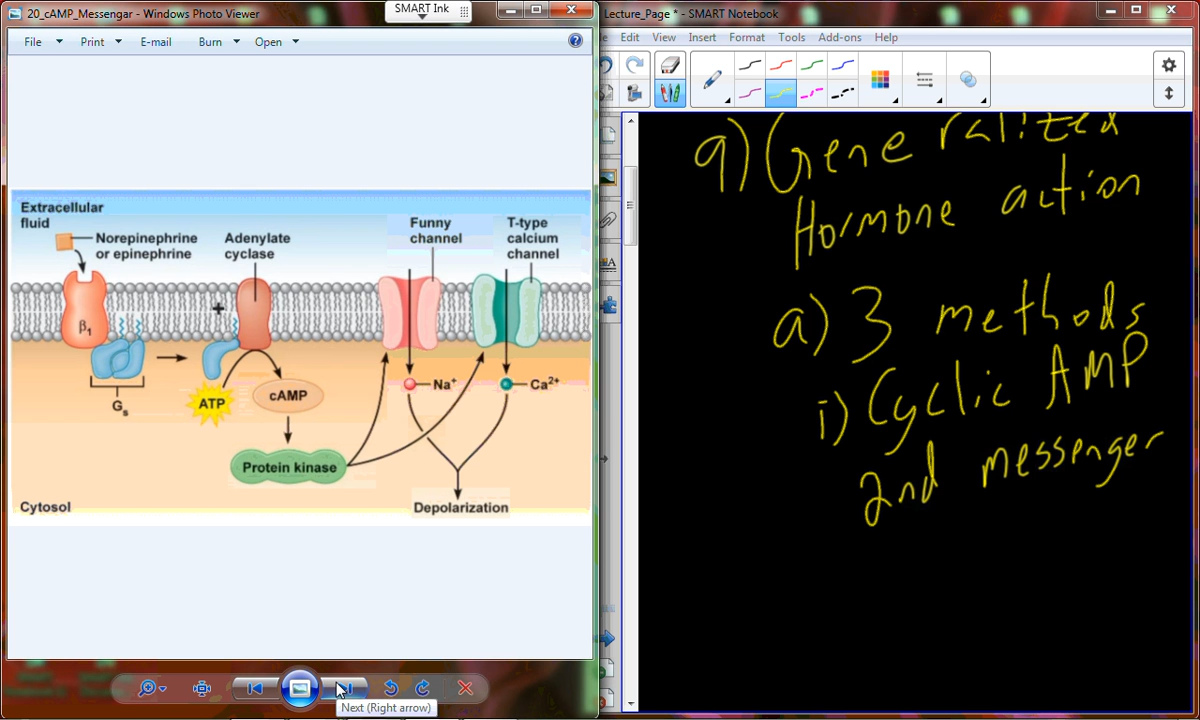 20_cAMP_Messengar - Windows Photo Viewer
SMART Ink
File Print E-mail Burn Open
Extracellular
fluid
Norepinephrine
or epinephrine
Adenylate
cyclase
Funny
channel
T-type
calcium
channel
+
β1
Gs
ATP
cAMP
Na+
Ca2+
Protein kinase
Depolarization
Cytosol
Next (Right arrow)
Lecture_Page * - SMART Notebook
Edit View Insert Format Tools Add-ons Help
9) Generalized
Hormone action
a) 3 methods
i) Cyclic AMP
2nd messenger